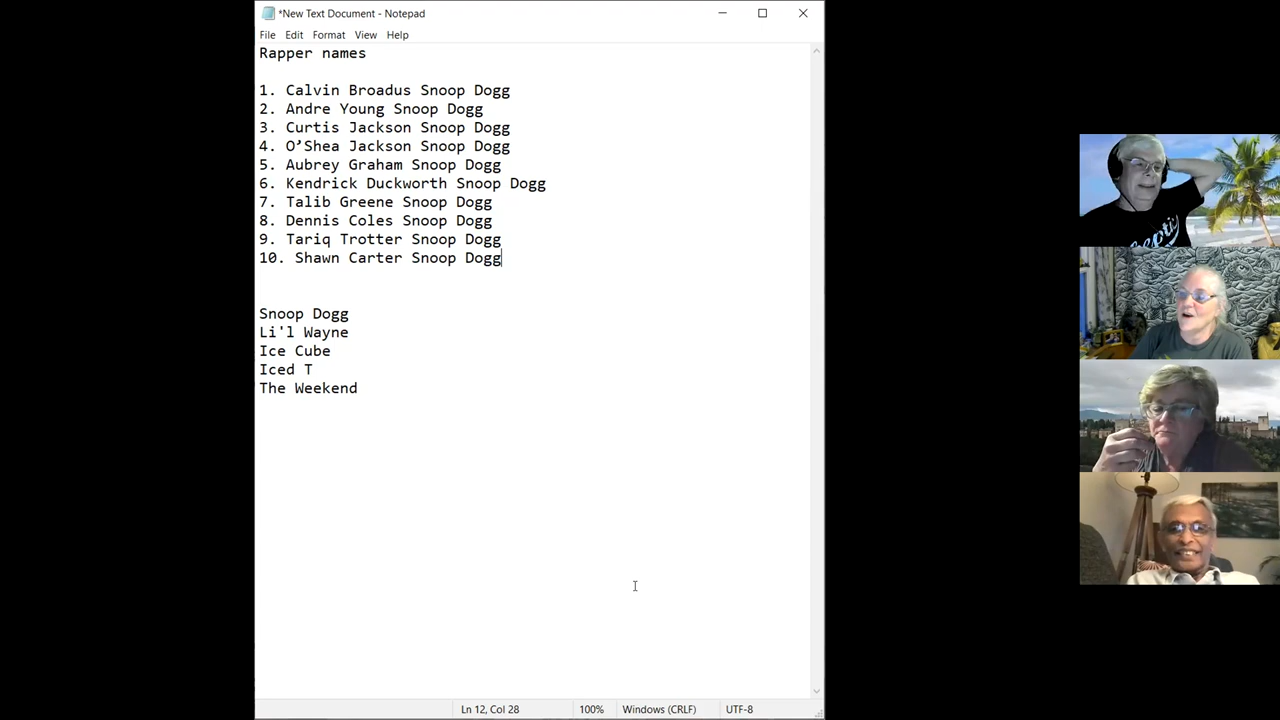 *New Text Document - Notepad
File Edit Format View Help
Rapper names
1. Calvin Broadus Snoop Dogg
2. Andre Young Snoop Dogg
3. Curtis Jackson Snoop Dogg
4. O’Shea Jackson Snoop Dogg
5. Aubrey Graham Snoop Dogg
6. Kendrick Duckworth Snoop Dogg
7. Talib Greene Snoop Dogg
8. Dennis Coles Snoop Dogg
9. Tariq Trotter Snoop Dogg
10. Shawn Carter Snoop Dogg
Snoop Dogg
Li'l Wayne
Ice Cube
Iced T
The Weekend
Ln 12, Col 28 100% Windows (CRLF) UTF-8